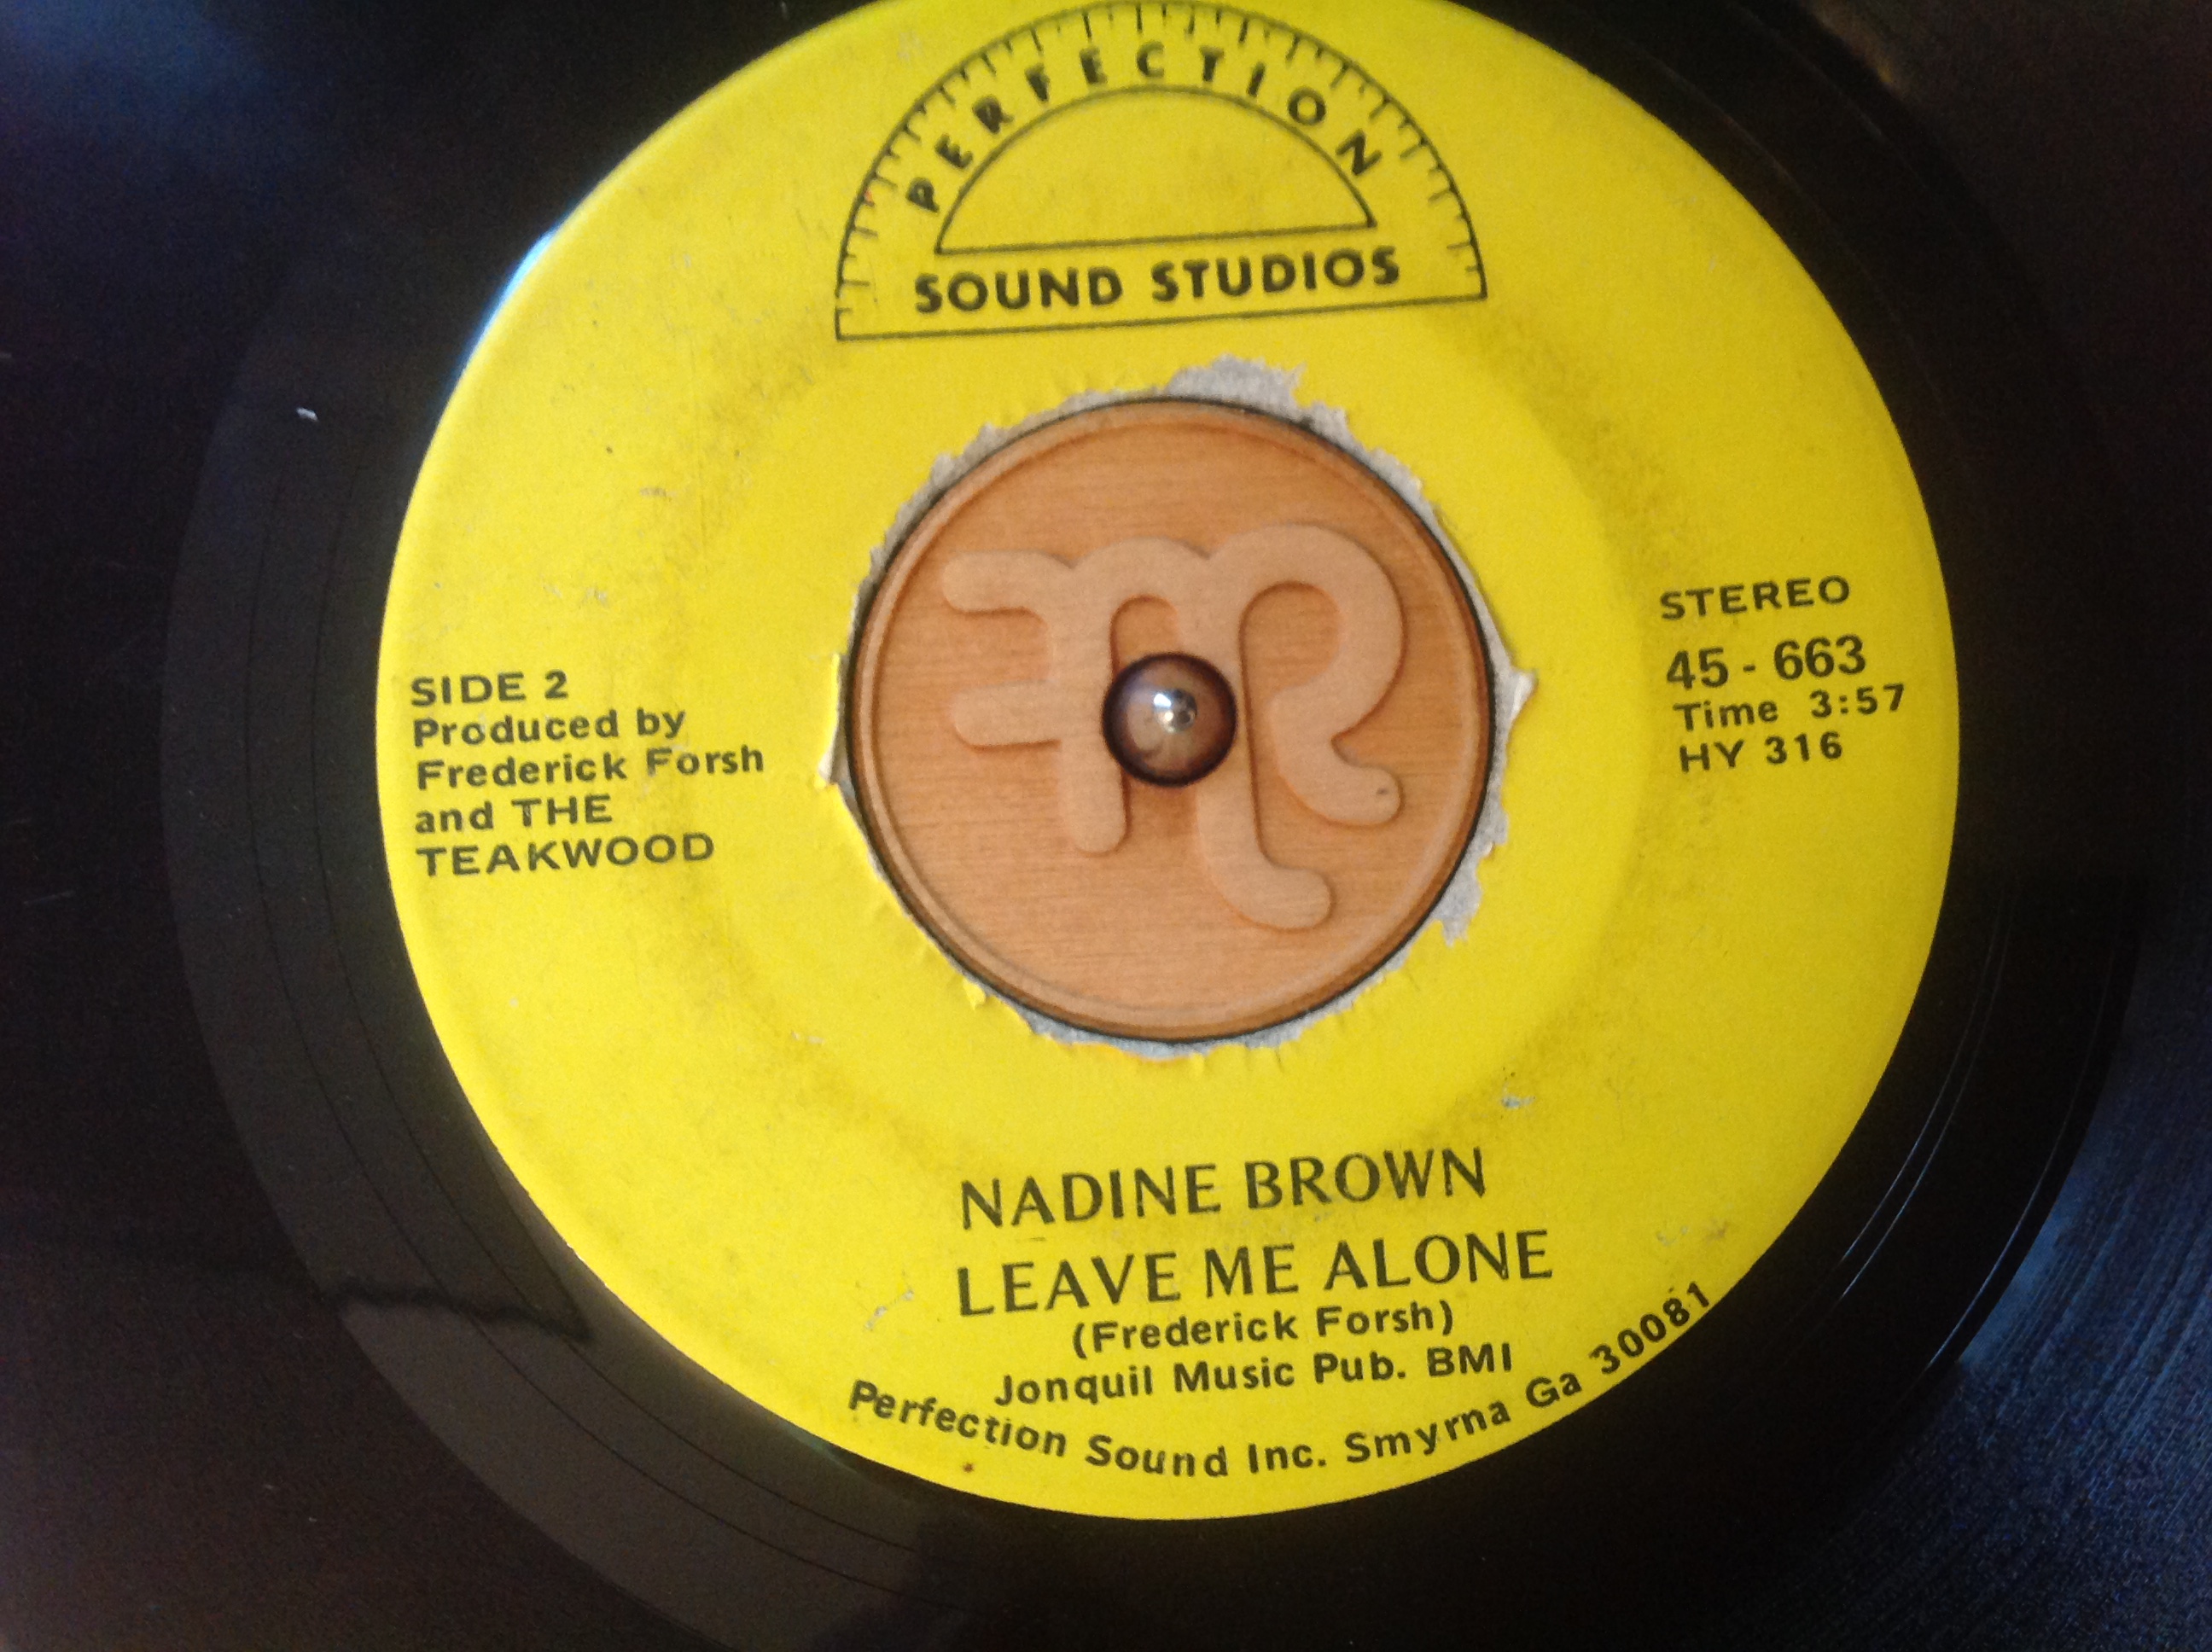 PERFECTION
SOUND STUDIOS
SIDE 2
Produced by
Frederick Forsh
and THE
TEAKWOOD
STEREO
45 - 663
Time 3:57
HY 316
NADINE BROWN
LEAVE ME ALONE
(Frederick Forsh)
Jonquil Music Pub. BMI
Perfection Sound Inc. Smyrna Ga 30081